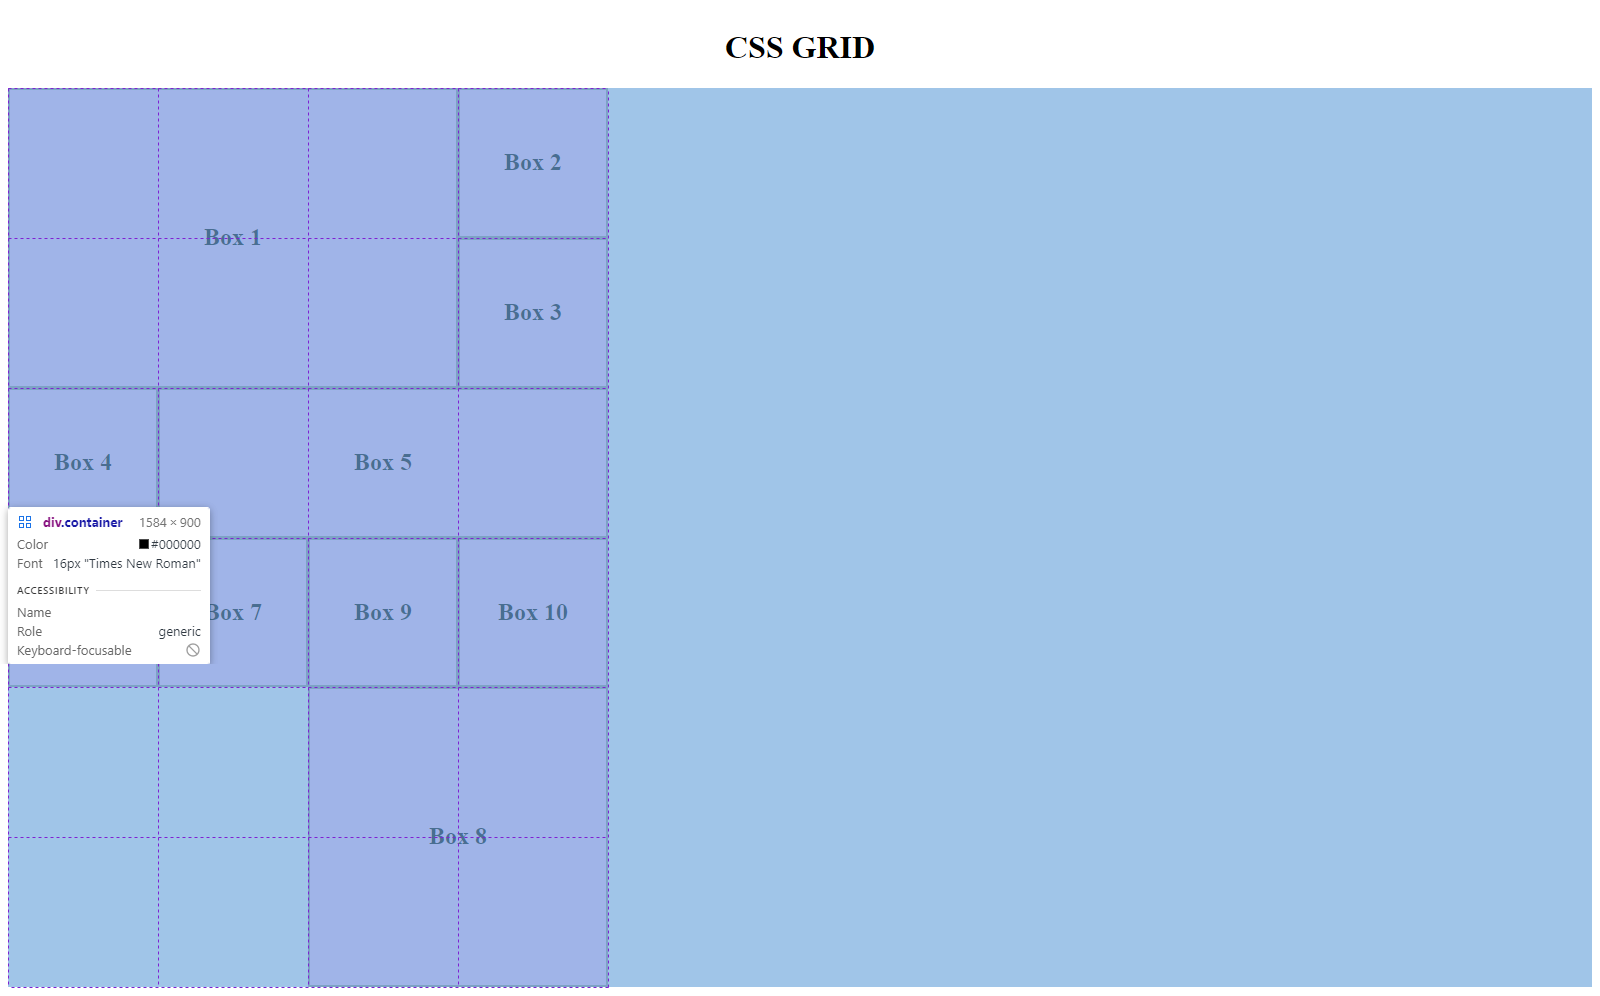 CSS GRID
Box 2
Box 1
Box 3
Box 4
Box 5
div.container 1584 × 900
Color #000000
Font 16px "Times New Roman"
ACCESSIBILITY
Name
Role generic
Keyboard-focusable
Box 7
Box 9
Box 10
Box 8